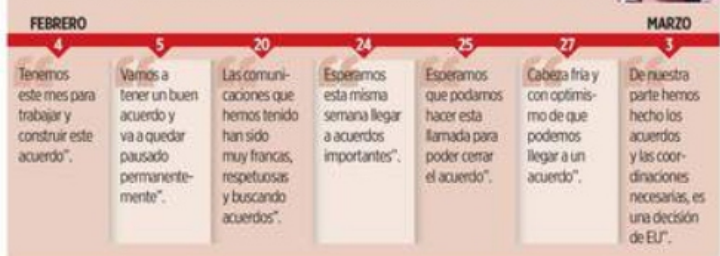 FEBRERO
MARZO
4
5
20
24
25
27
3
Tenemos
este mes para
trabajar y
construir este
acuerdo".
Vamos a
tener un buen
acuerdo y
va a quedar
pausado
permanente-
mente".
Las comuni-
caciones que
hemos tenido
han sido
muy francas,
respetuosas
y buscando
acuerdos".
Esperamos
esta misma
semana llegar
a acuerdos
importantes".
Esperamos
que podamos
hacer esta
llamada para
poder cerrar
el acuerdo".
Cabeza fría y
con optimis-
mo de que
podemos
llegar a un
acuerdo".
De nuestra
parte hemos
hecho los
acuerdos
y las coor-
dinaciones
necesarias, es
una decisión
de EU".